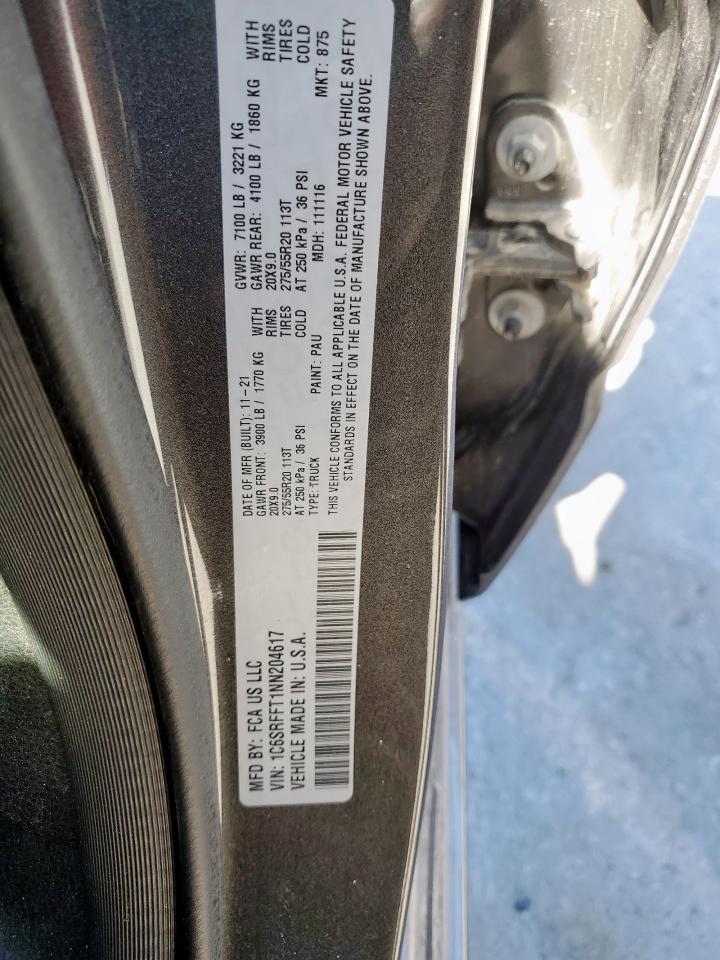 MFD BY: FCA US LLC
VIN: 1C6SRFFT1NN204617
VEHICLE MADE IN: U.S.A.
DATE OF MFR (BUILT): 11-21
GAWR FRONT: 3900 LB / 1770 KG WITH
20X9.0 RIMS
275/55R20 113T TIRES
AT 250 kPa / 36 PSI COLD
TYPE: TRUCK
GVWR: 7100 LB / 3221 KG
GAWR REAR: 4100 LB / 1860 KG WITH
20X9.0 RIMS
275/55R20 113T TIRES
AT 250 kPa / 36 PSI COLD
PAINT: PAU MDH: 111116 MKT: 875
THIS VEHICLE CONFORMS TO ALL APPLICABLE U.S.A. FEDERAL MOTOR VEHICLE SAFETY
STANDARDS IN EFFECT ON THE DATE OF MANUFACTURE SHOWN ABOVE.